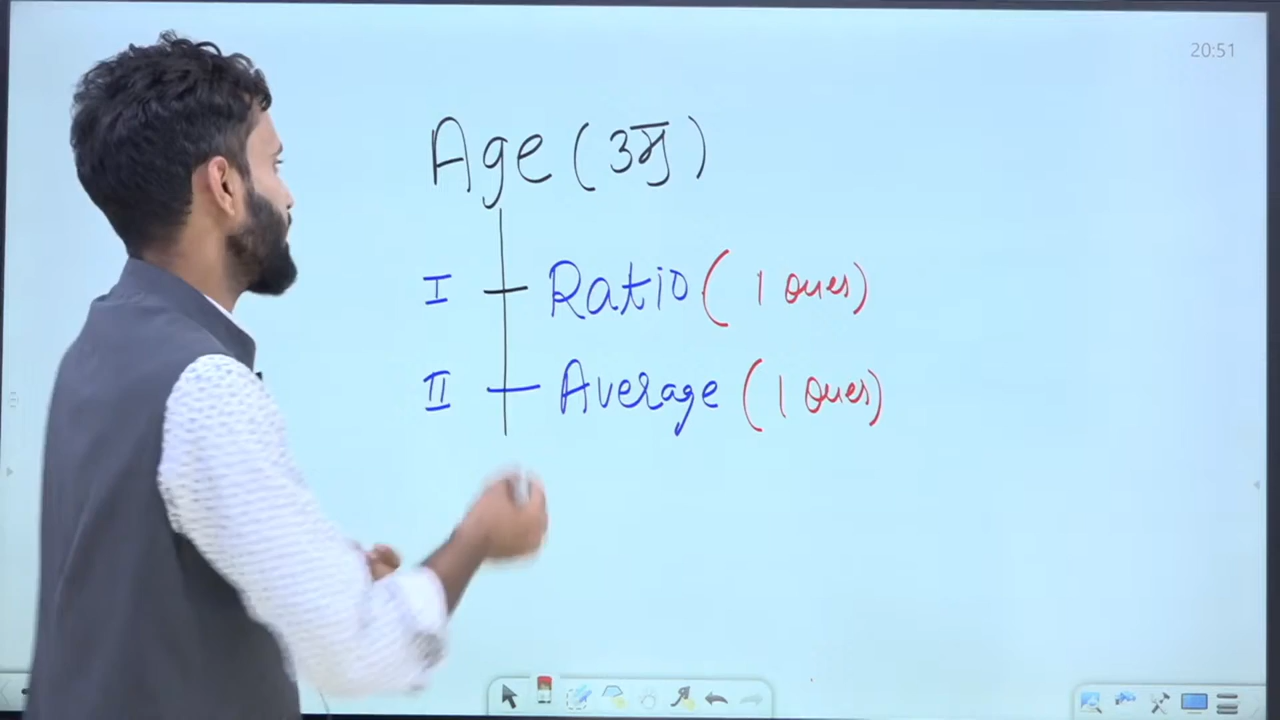 20:51
Age (उम्र)
I Ratio (1 Ques)
II Average (1 Ques)